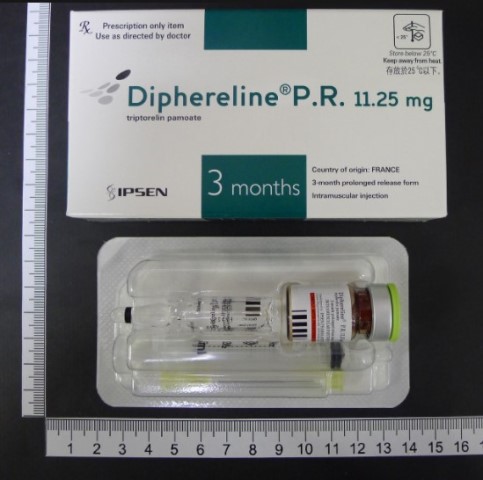 Rx Prescription only item
Use as directed by doctor
< 25°
Store below 25°C
Keep away from heat
存放於25℃以下.
Diphereline® P.R. 11.25 mg
triptorelin pamoate
IPSEN
3 months
Country of origin: FRANCE
3-month prolonged release form
Intramuscular injection
Diphereline®
1 2 3 4 5 6 7 8 9 10 11 12 13 14 15 16